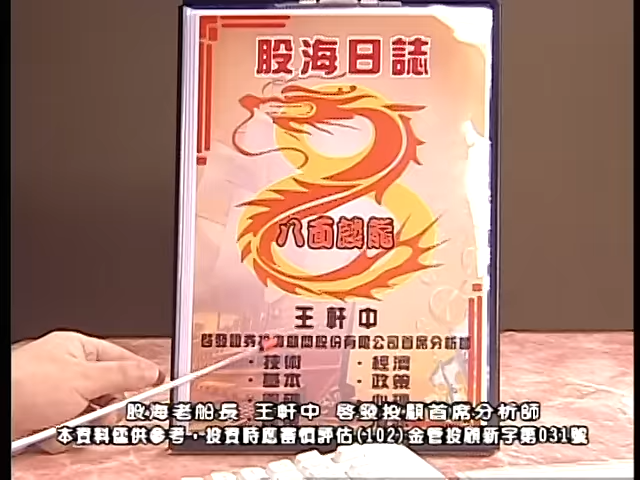 股海日誌
八面騰龍
王軒中
啓發證券投資顧問股份有限公司首席分析師
・技術 ・經濟
・基本 ・政策
股海老船長 王軒中 啓發投顧首席分析師
本資料僅供參考，投資時應審慎評估(102)金管投顧新字第031號